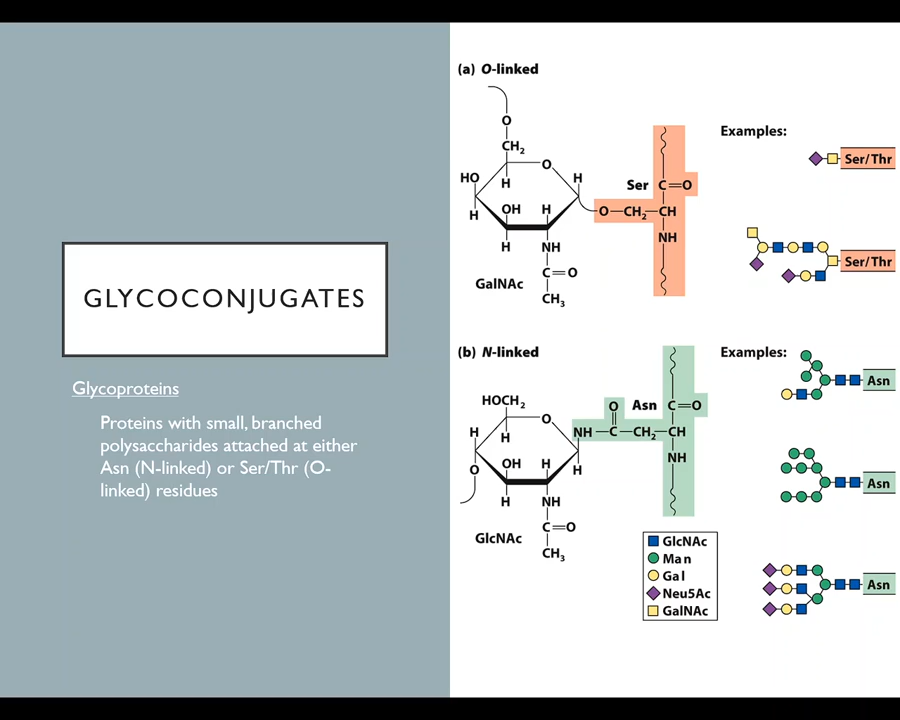 GLYCOCONJUGATES
Glycoproteins
Proteins with small, branched
polysaccharides attached at either
Asn (N-linked) or Ser/Thr (O-
linked) residues
(a) O-linked
O
CH₂
O
HO
H
H
H
OH
H
H
NH
C=O
CH₃
GalNAc
Ser
C=O
O—CH₂—CH
NH
Examples:
Ser/Thr
Ser/Thr
(b) N-linked
HOCH₂
O
H
H
O
OH
H
H
H
NH
C=O
CH₃
GlcNAc
O
Asn
C=O
NH—C—CH₂—CH
NH
Examples:
Asn
Asn
Asn
GlcNAc
Man
Gal
Neu5Ac
GalNAc